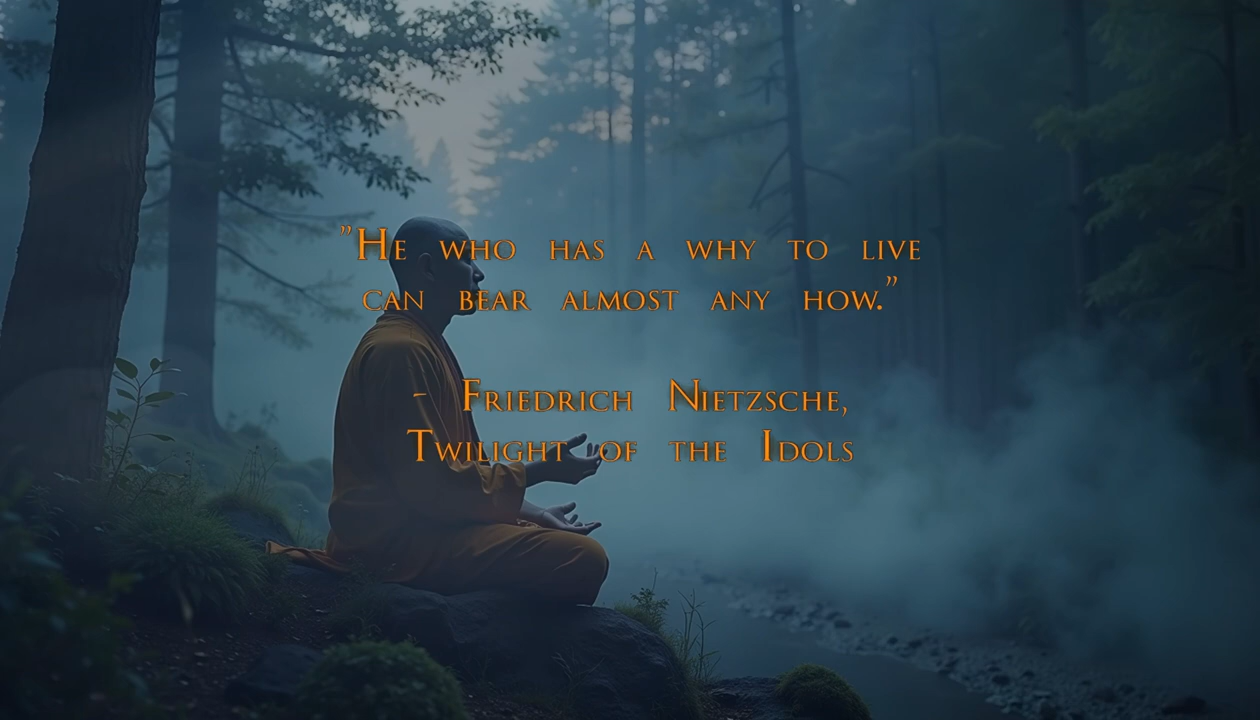 ”He who has a why to live
can bear almost any how.”
- Friedrich Nietzsche,
Twilight of the Idols